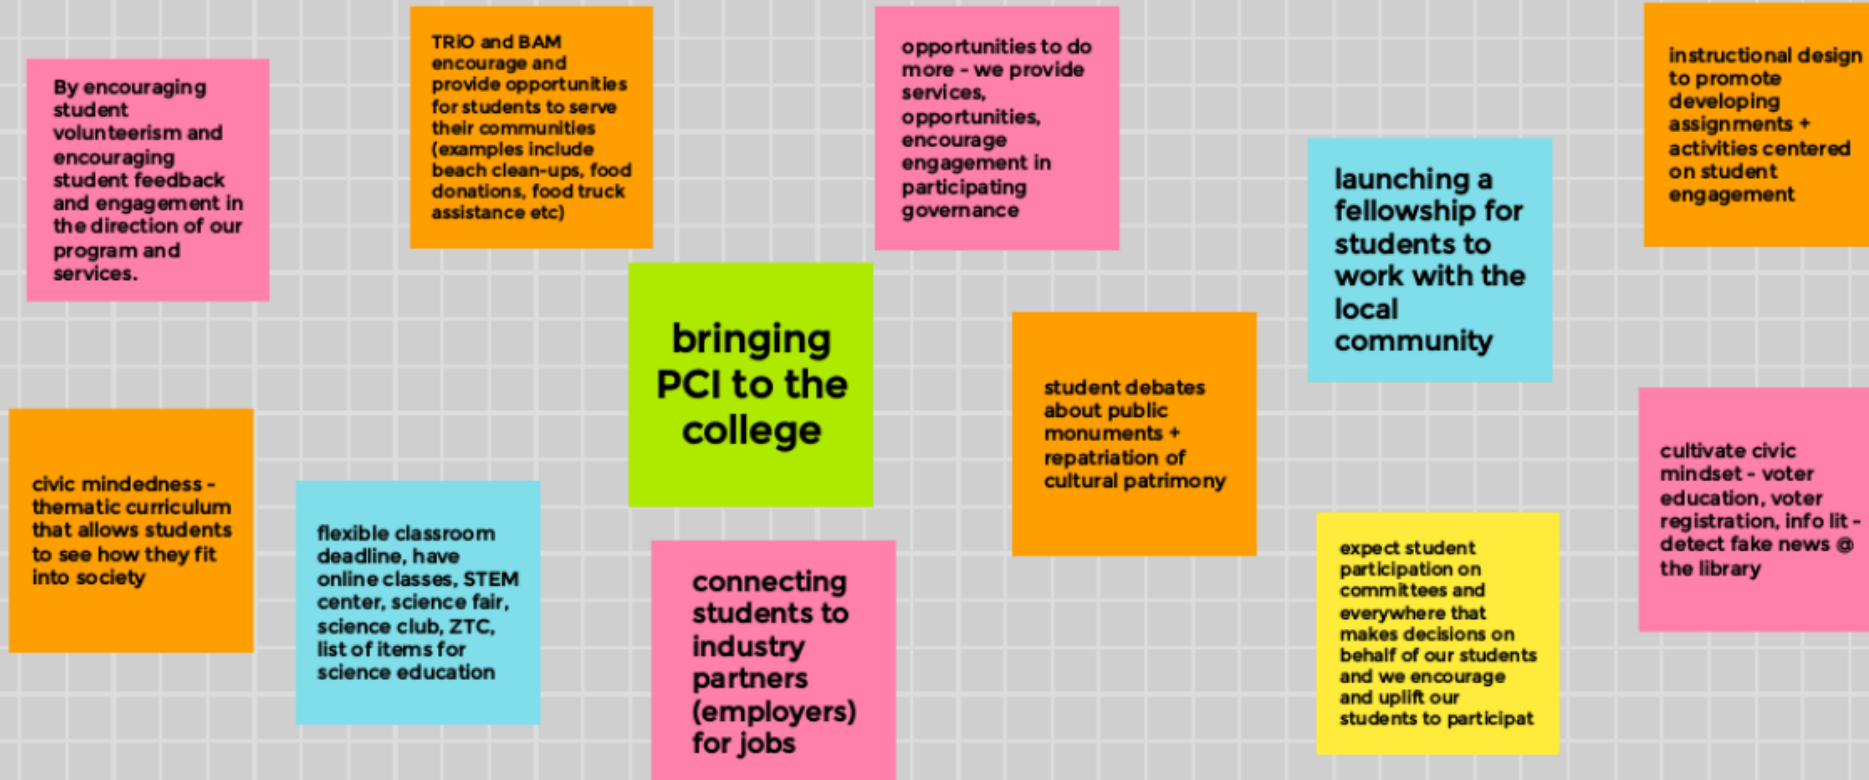 By encouraging
student
volunteerism and
encouraging
student feedback
and engagement in
the direction of our
program and
services.
TRiO and BAM
encourage and
provide opportunities
for students to serve
their communities
(examples include
beach clean-ups, food
donations, food truck
assistance etc)
opportunities to do
more - we provide
services,
opportunities,
encourage
engagement in
participating
governance
launching a
fellowship for
students to
work with the
local
community
instructional design
to promote
developing
assignments +
activities centered
on student
engagement
bringing
PCI to the
college
student debates
about public
monuments +
repatriation of
cultural patrimony
civic mindedness -
thematic curriculum
that allows students
to see how they fit
into society
flexible classroom
deadline, have
online classes, STEM
center, science fair,
science club, ZTC,
list of items for
science education
connecting
students to
industry
partners
(employers)
for jobs
expect student
participation on
committees and
everywhere that
makes decisions on
behalf of our students
and we encourage
and uplift our
students to participat
cultivate civic
mindset - voter
education, voter
registration, info lit -
detect fake news @
the library